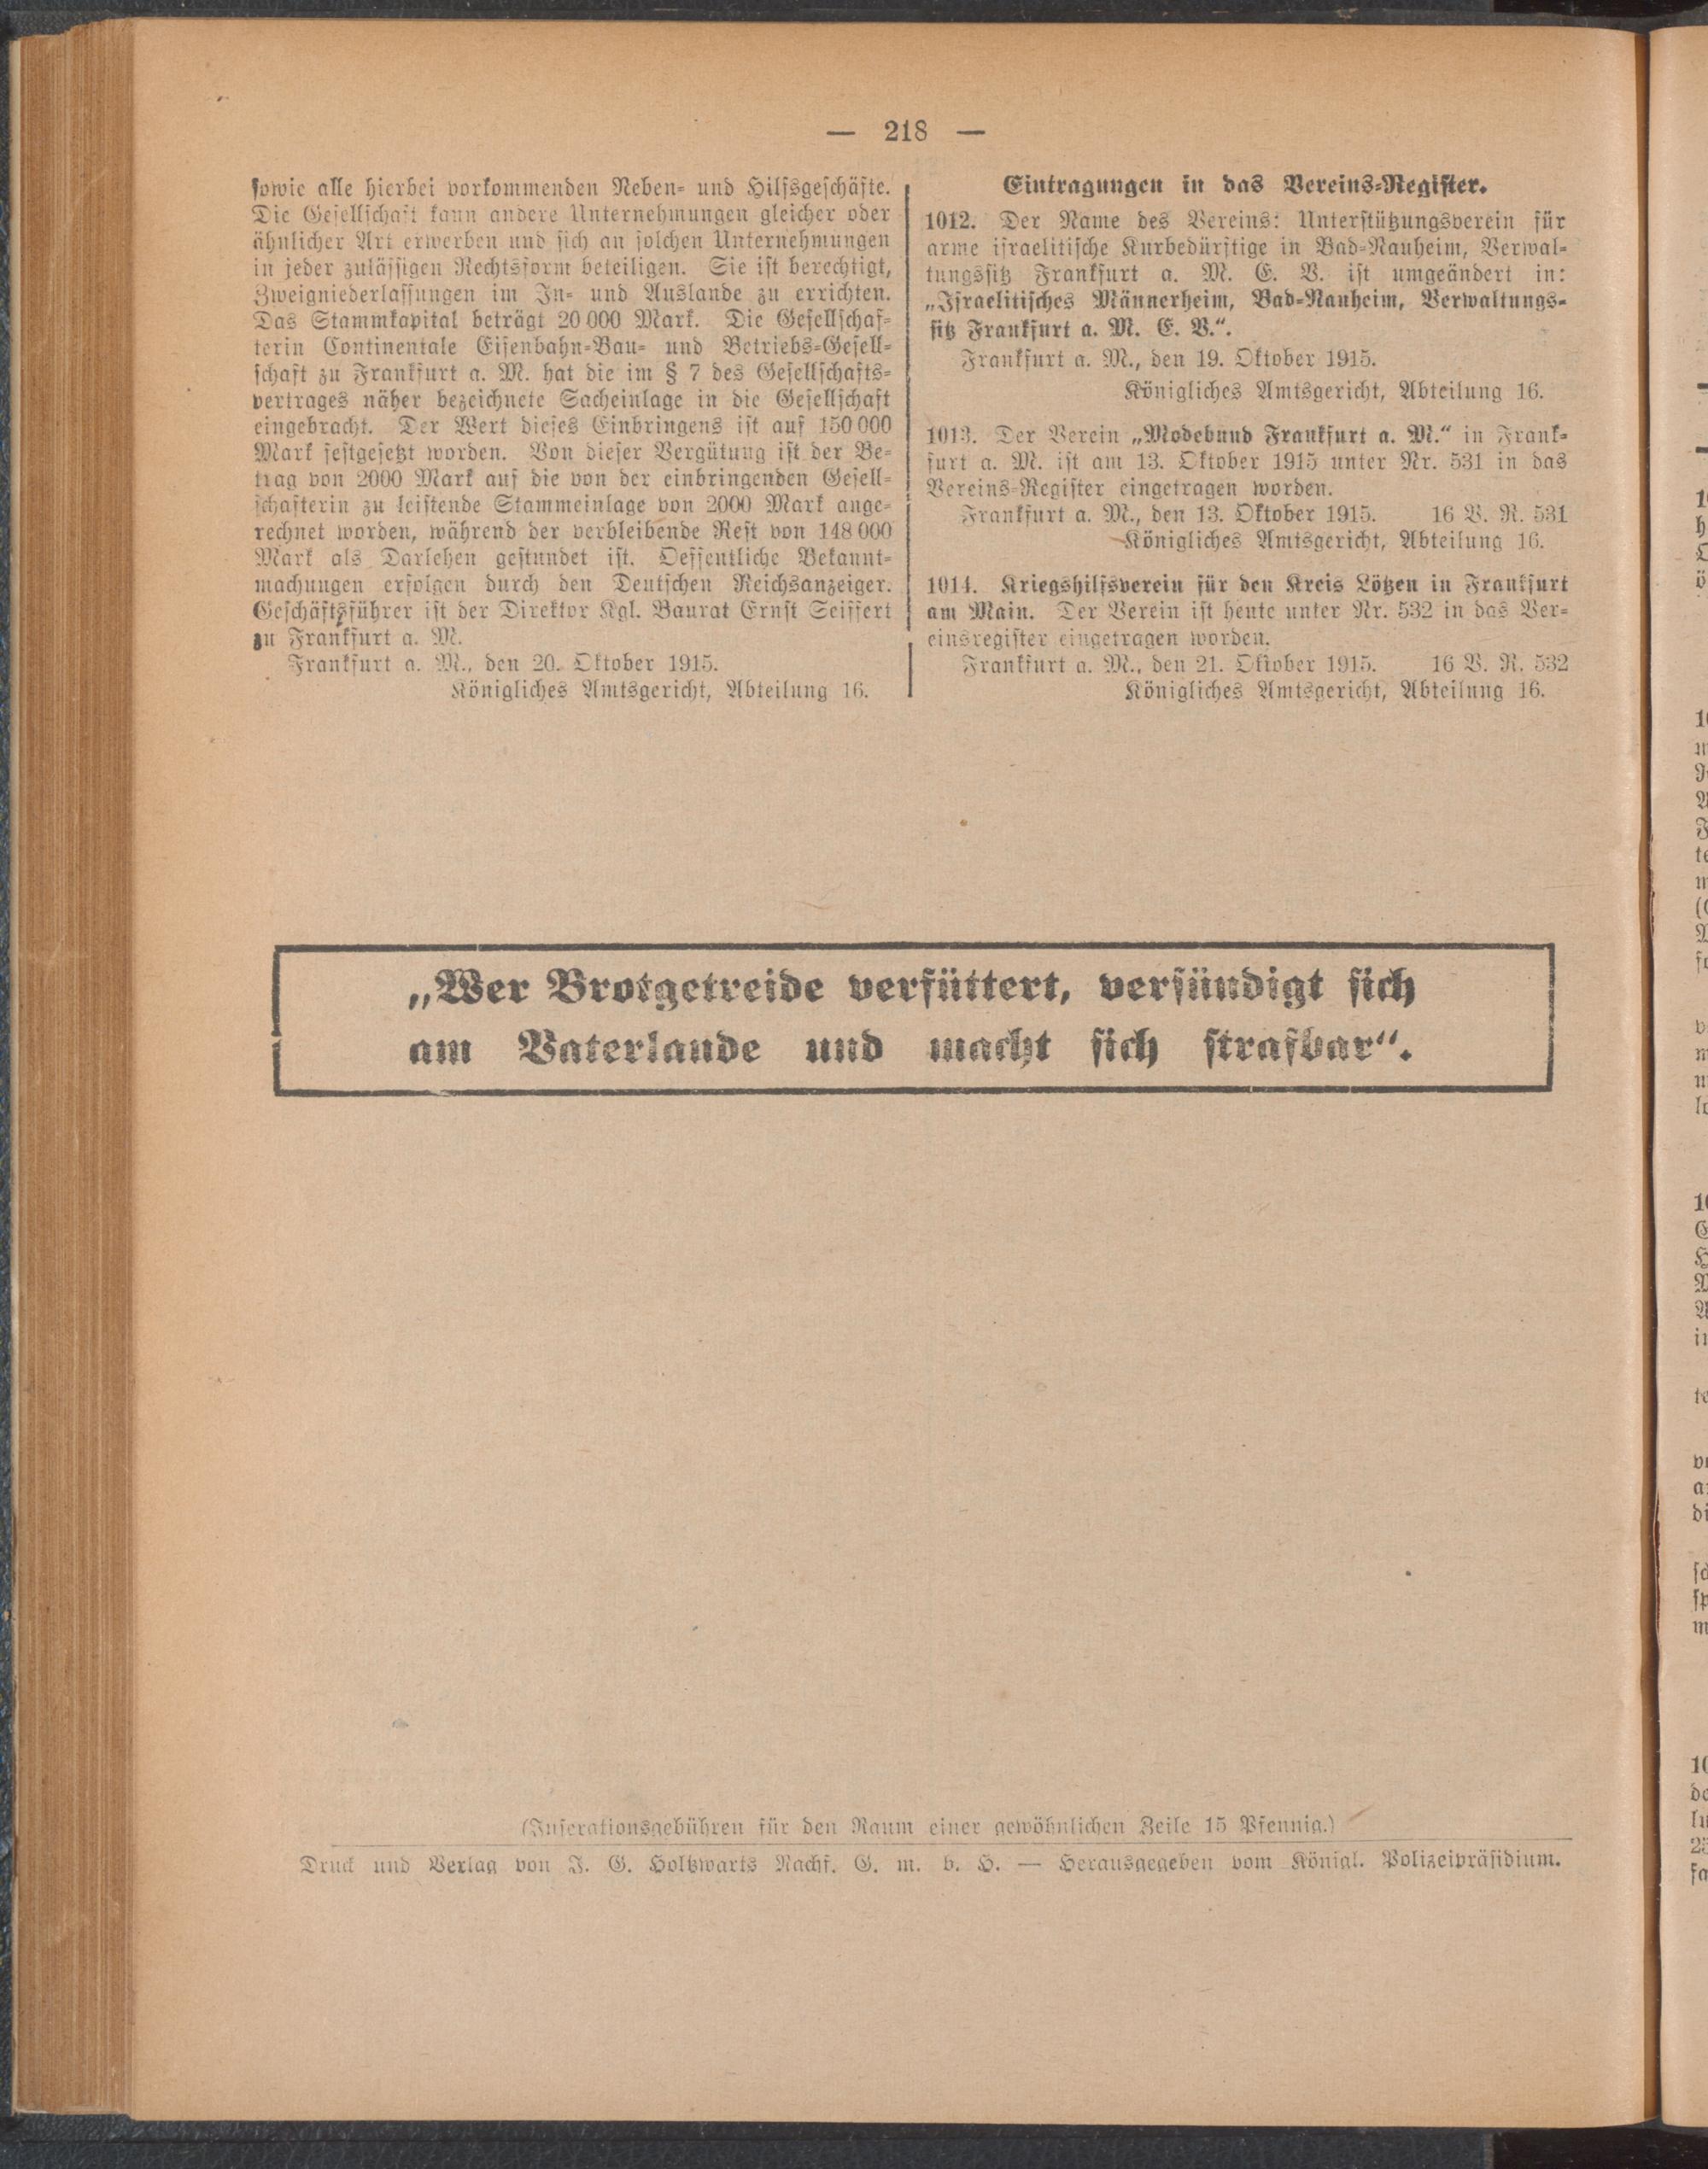 — 218 —
sowie alle hierbei vorkommenden Neben- und Hilfsgeschäfte.
Die Gesellschaft kann andere Unternehmungen gleicher oder
ähnlicher Art erwerben und sich an solchen Unternehmungen
in jeder zulässigen Rechtsform beteiligen. Sie ist berechtigt,
Zweigniederlassungen im In- und Auslande zu errichten.
Das Stammkapital beträgt 20 000 Mark. Die Gesellschaf-
terin Continentale Eisenbahn-Bau- und Betriebs-Gesell-
schaft zu Frankfurt a. M. hat die im § 7 des Gesellschafts-
vertrages näher bezeichnete Sacheinlage in die Gesellschaft
eingebracht. Der Wert dieses Einbringens ist auf 150 000
Mark festgesetzt worden. Von dieser Vergütung ist der Be-
trag von 2000 Mark auf die von der einbringenden Gesell-
schafterin zu leistende Stammeinlage von 2000 Mark ange-
rechnet worden, während der verbleibende Rest von 148 000
Mark als Darlehen gestundet ist. Oeffentliche Bekannt-
machungen erfolgen durch den Deutschen Reichsanzeiger.
Geschäftsführer ist der Direktor Kgl. Baurat Ernst Seiffert
zu Frankfurt a. M.
Frankfurt a. M., den 20. Oktober 1915.
Königliches Amtsgericht, Abteilung 16.
Eintragungen in das Vereins-Register.
1012. Der Name des Vereins: Unterstützungsverein für
arme israelitische Kurbedürftige in Bad-Nauheim, Verwal-
tungssitz Frankfurt a. M. E. V. ist umgeändert in:
„Israelitisches Männerheim, Bad-Nauheim, Verwaltungs-
sitz Frankfurt a. M. E. V.“.
Frankfurt a. M., den 19. Oktober 1915.
Königliches Amtsgericht, Abteilung 16.
1013. Der Verein „Modebund Frankfurt a. M.“ in Frank-
furt a. M. ist am 13. Oktober 1915 unter Nr. 531 in das
Vereins-Register eingetragen worden.
Frankfurt a. M., den 13. Oktober 1915. 16 V. R. 531
Königliches Amtsgericht, Abteilung 16.
1014. Kriegshilfsverein für den Kreis Lötzen in Frankfurt
am Main. Der Verein ist heute unter Nr. 532 in das Ver-
einsregister eingetragen worden.
Frankfurt a. M., den 21. Oktober 1915. 16 V. R. 532
Königliches Amtsgericht, Abteilung 16.
„Wer Brotgetreide verfüttert, versündigt sich
am Vaterlande und macht sich strafbar“.
(Inserationsgebühren für den Raum einer gewöhnlichen Zeile 15 Pfennig.)
Druck und Verlag von J. G. Holtzwarts Nachf. G. m. b. H. — Herausgegeben vom Königl. Polizeipräsidium.